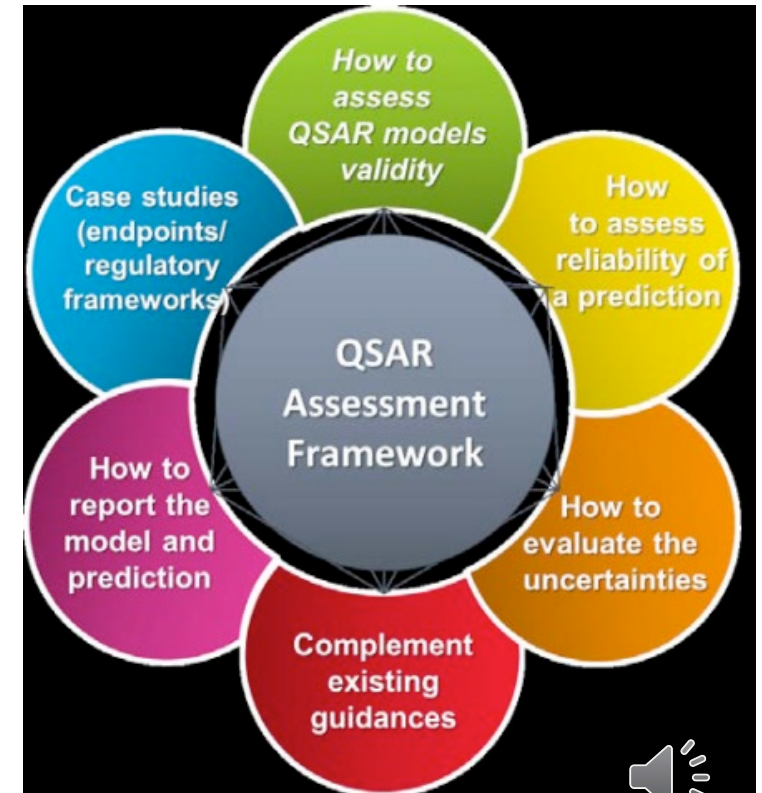 How to
assess
QSAR models
validity
How
to assess
reliability of
a prediction
How to
evaluate the
uncertainties
Complement
existing
guidances
How to
report the
model and
prediction
Case studies
(endpoints/
regulatory
frameworks)
QSAR
Assessment
Framework